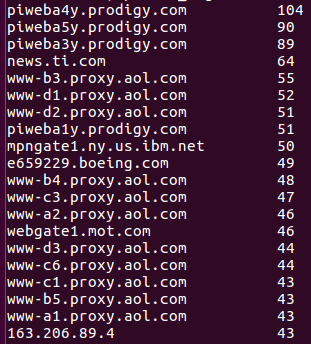 piweba4y.prodigy.com 104
piweba5y.prodigy.com 90
piweba3y.prodigy.com 89
news.ti.com 64
www-b3.proxy.aol.com 55
www-d1.proxy.aol.com 52
www-d2.proxy.aol.com 51
piweba1y.prodigy.com 51
mpngate1.ny.us.ibm.net 50
e659229.boeing.com 49
www-b4.proxy.aol.com 48
www-c3.proxy.aol.com 47
www-a2.proxy.aol.com 46
webgate1.mot.com 46
www-d3.proxy.aol.com 44
www-c6.proxy.aol.com 44
www-c1.proxy.aol.com 43
www-b5.proxy.aol.com 43
www-a1.proxy.aol.com 43
163.206.89.4 43